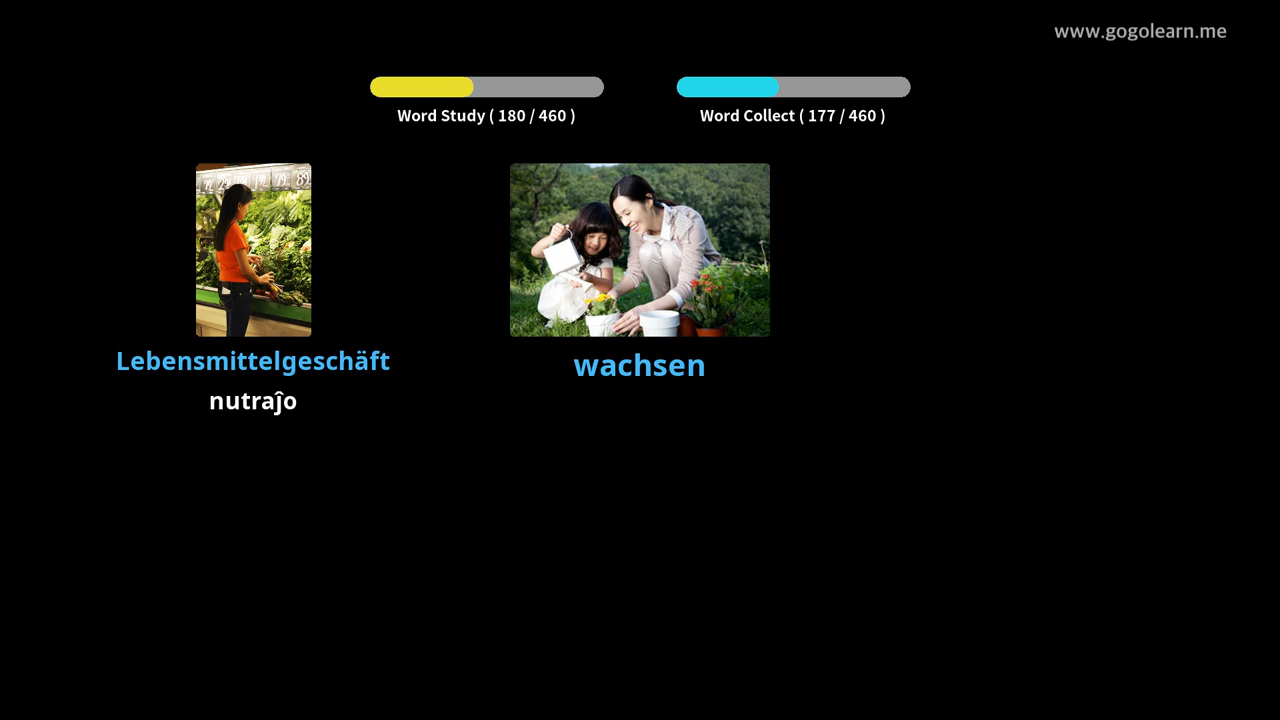 www.gogolearn.me
Word Study ( 180 / 460 )
Word Collect ( 177 / 460 )
Lebensmittelgeschäft
nutraĵo
wachsen